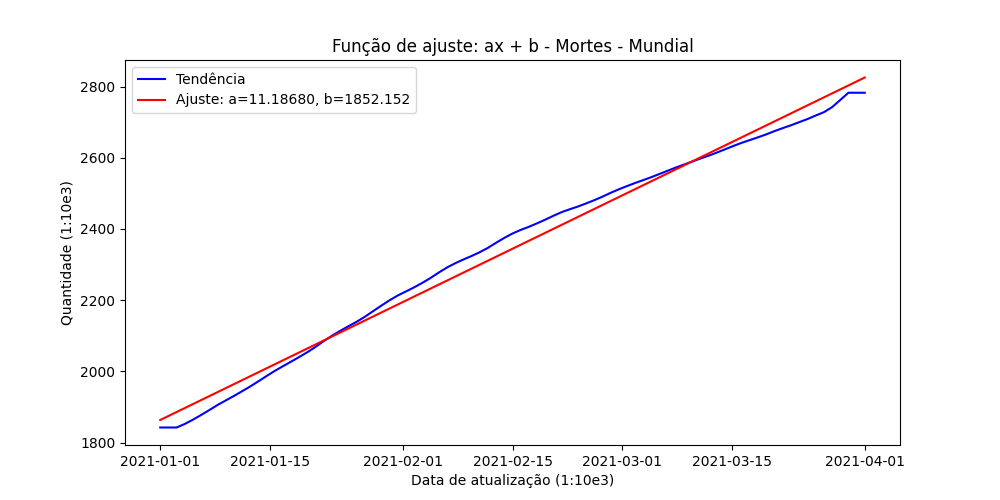 Função de ajuste: ax + b - Mortes - Mundial
Tendência
Ajuste: a=11.18680, b=1852.152
Quantidade (1:10e3)
2800
2600
2400
2200
2000
1800
2021-01-01 2021-01-15 2021-02-01 2021-02-15 2021-03-01 2021-03-15 2021-04-01
Data de atualização (1:10e3)